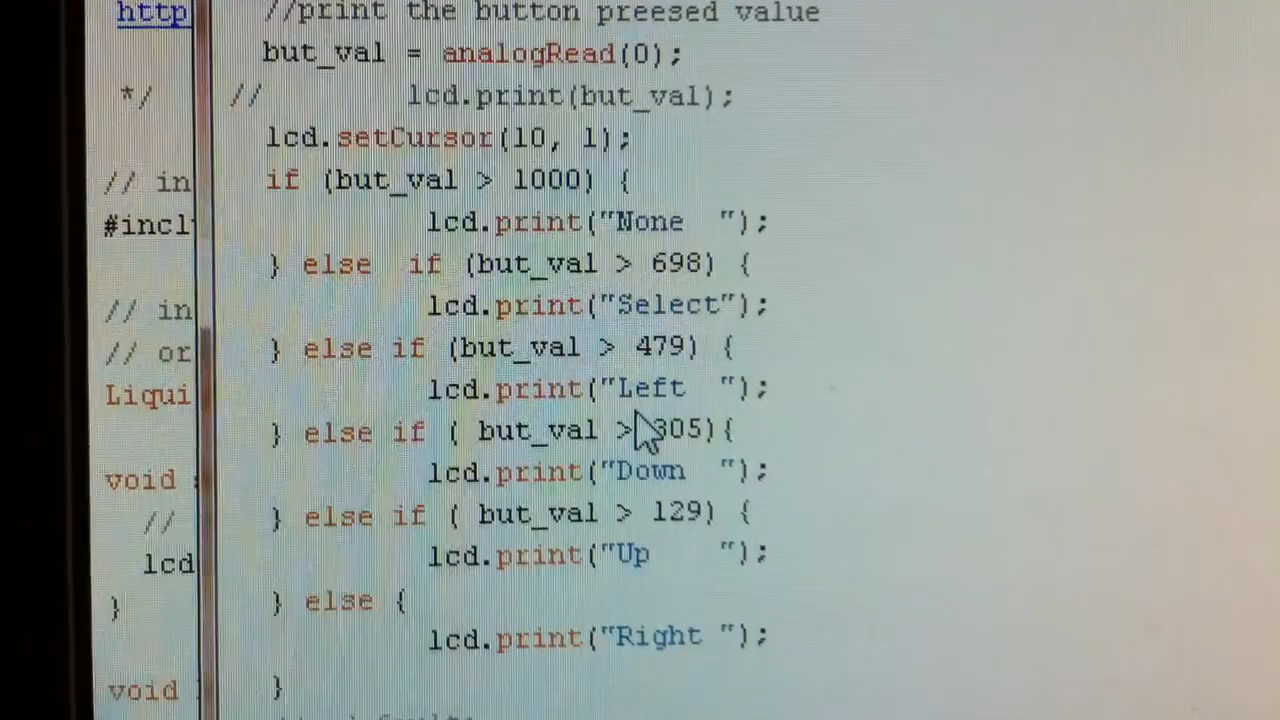 http //print the button preesed value
but_val = analogRead(0);
*/ // lcd.print(but_val);
lcd.setCursor(10, 1);
// in if (but_val > 1000) {
#incl lcd.print("None  ");
} else  if (but_val > 698) {
// in lcd.print("Select");
// or } else if (but_val > 479) {
Liqui lcd.print("Left  ");
} else if ( but_val > 305){
void lcd.print("Down  ");
// } else if ( but_val > 129) {
lcd lcd.print("Up    ");
} } else {
lcd.print("Right ");
void }